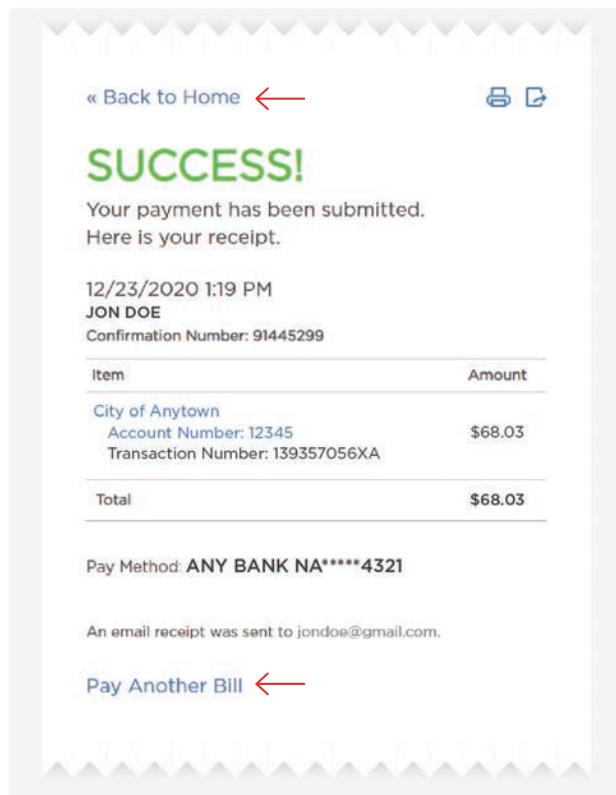 « Back to Home
SUCCESS!
Your payment has been submitted.
Here is your receipt.
12/23/2020 1:19 PM
JON DOE
Confirmation Number: 91445299
Item Amount
City of Anytown
Account Number: 12345 $68.03
Transaction Number: 139357056XA
Total $68.03
Pay Method: ANY BANK NA*****4321
An email receipt was sent to jondoe@gmail.com.
Pay Another Bill